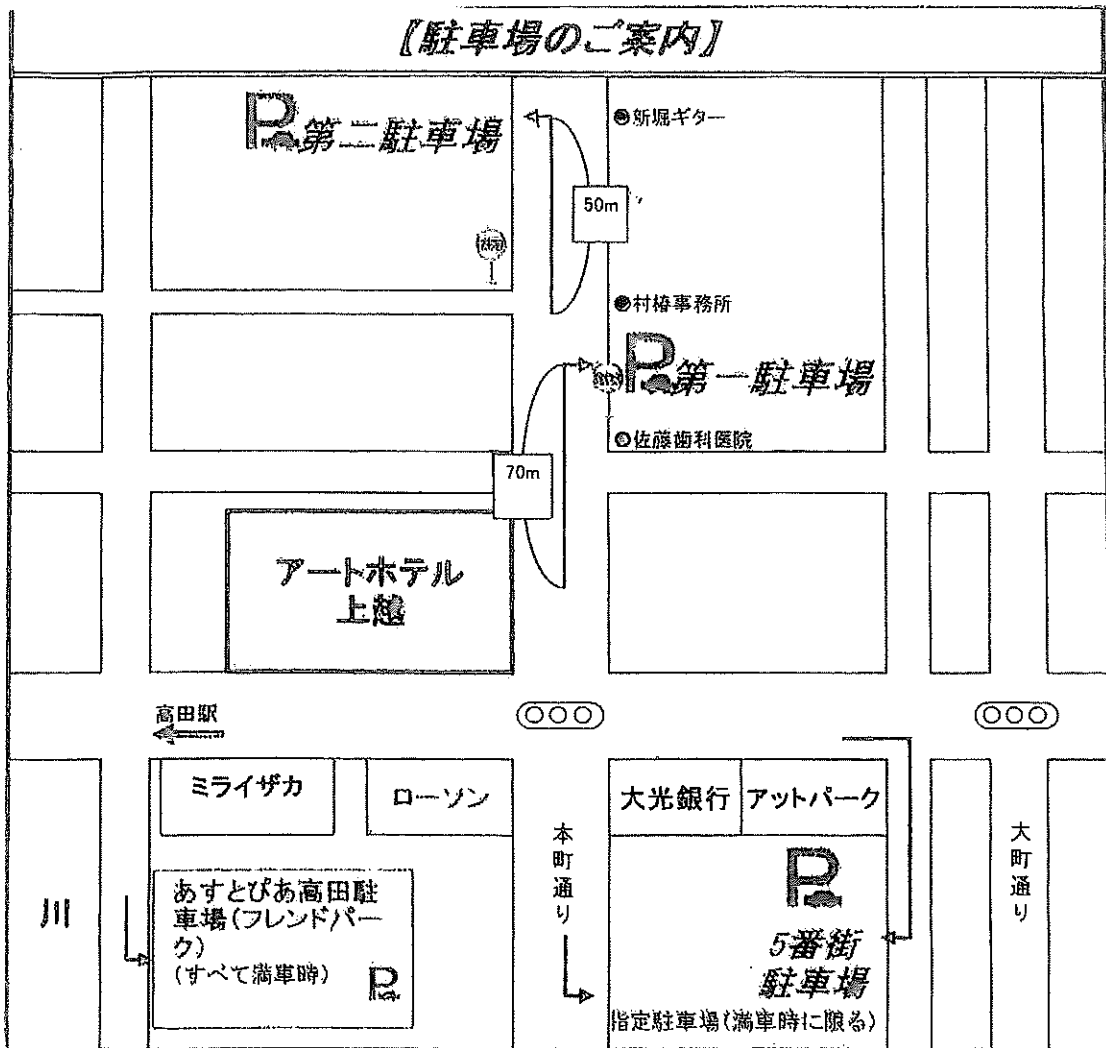 〖駐車場のご案内〗
P 第二駐車場
●新堀ギター
50m
●村椿事務所
P 第一駐車場
◎佐藤歯科医院
70m
アートホテル
上越
高田駅
ミライザカ
ローソン
大光銀行
アットパーク
本町通り
大町通り
川
あすとぴあ高田駐
車場(フレンドパー
ク)
(すべて満車時)
P
P
5番街
駐車場
指定駐車場(満車時に限る)